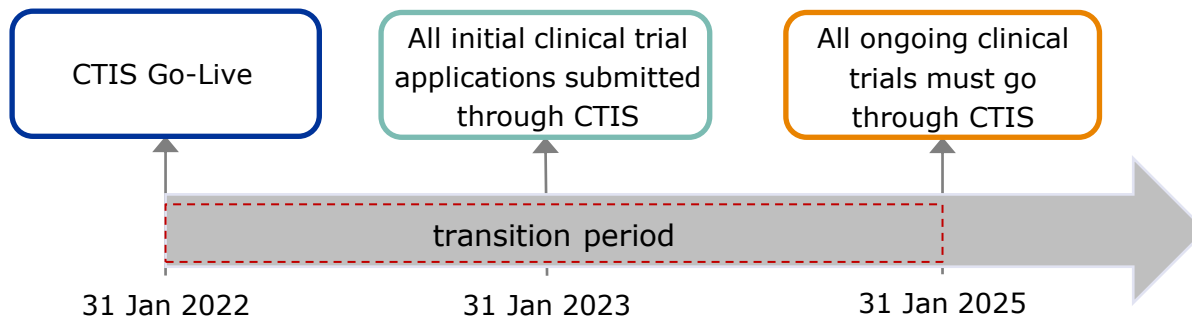 CTIS Go-Live
All initial clinical trial
applications submitted
through CTIS
All ongoing clinical
trials must go
through CTIS
transition period
31 Jan 2022
31 Jan 2023
31 Jan 2025